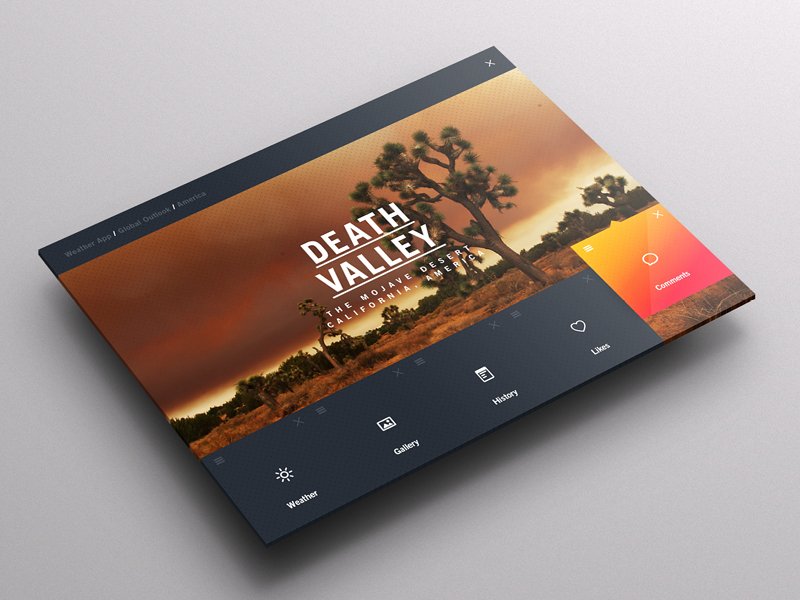 Weather App / Global Outlook / America
DEATH
VALLEY
THE MOJAVE DESERT
CALIFORNIA, AMERICA
Weather
Gallery
History
Likes
Comments